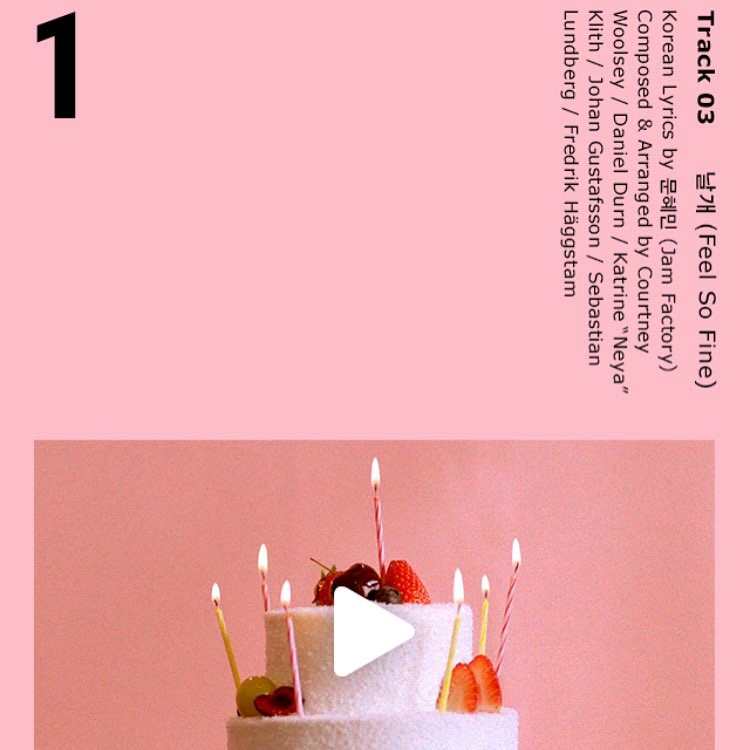 1
Track 03 날개 (Feel So Fine)
Korean Lyrics by 문혜민 (Jam Factory)
Composed & Arranged by Courtney
Woolsey / Daniel Durn / Katrine “Neya”
Klith / Johan Gustafsson / Sebastian
Lundberg / Fredrik Häggstam